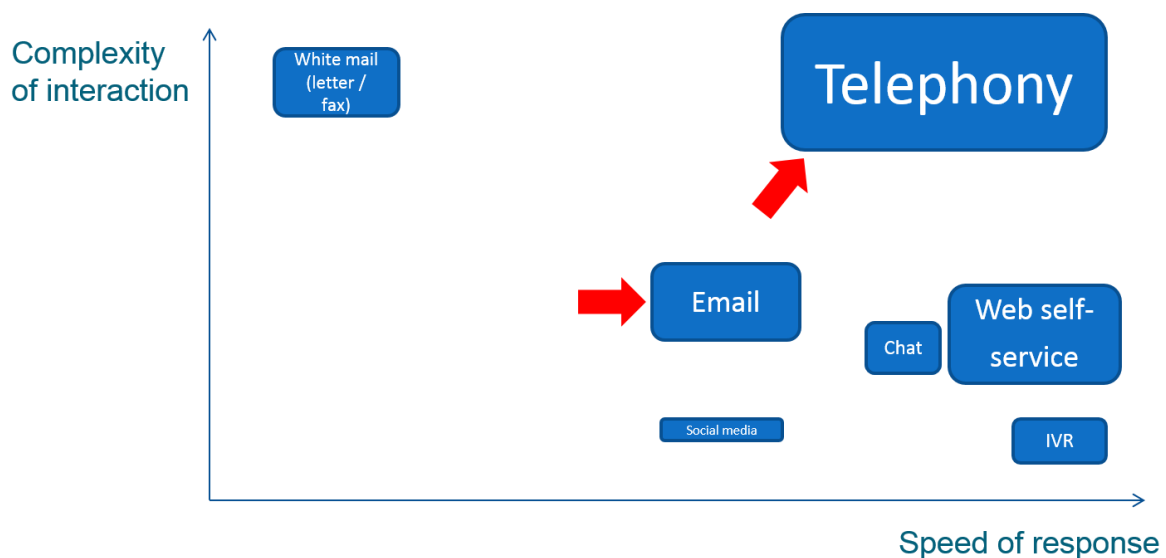 Complexity
of interaction
White mail
(letter /
fax)
Telephony
Email
Web self-
service
Chat
Social media
IVR
Speed of response